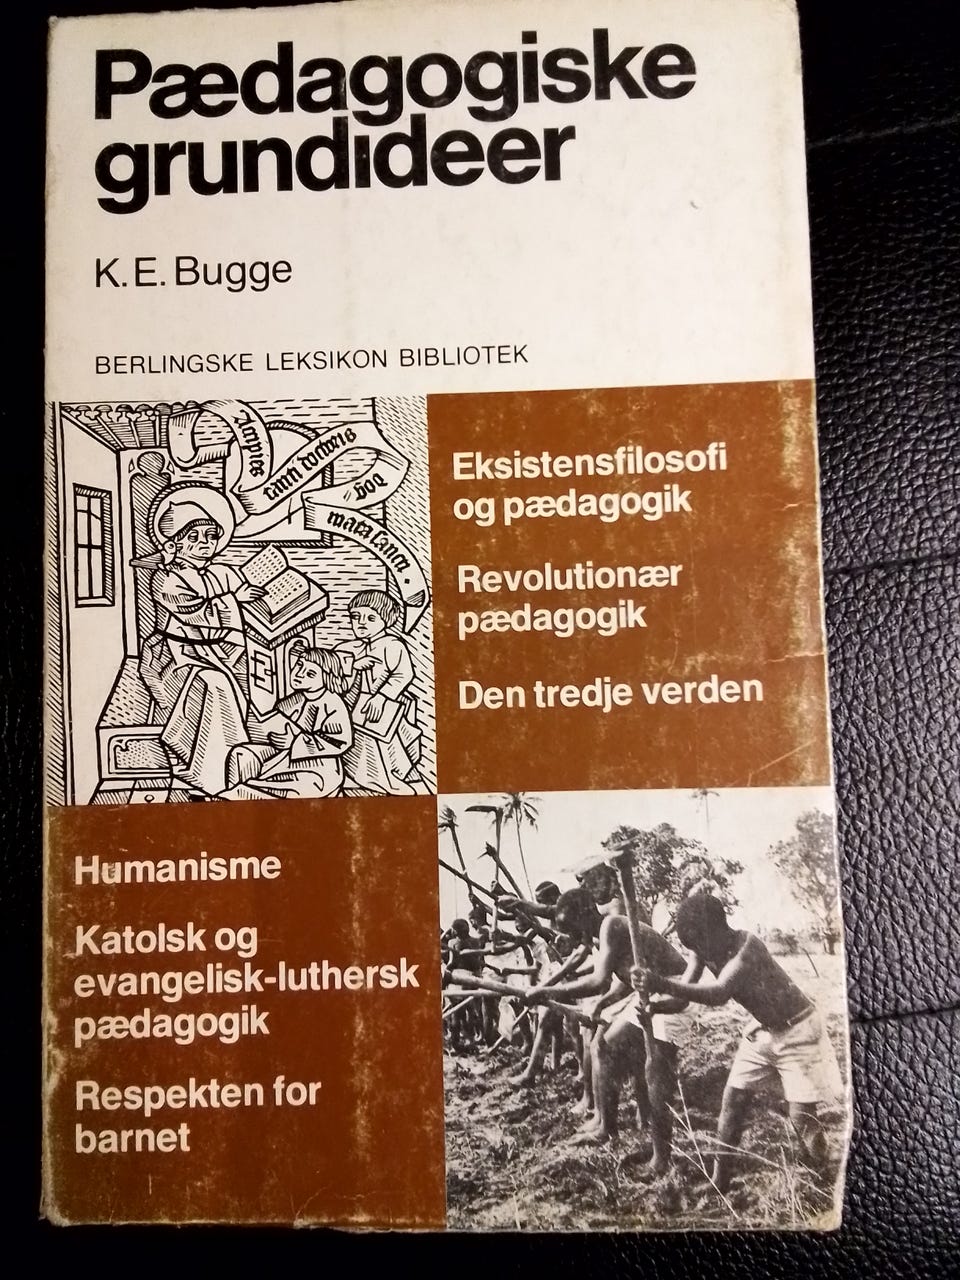 Pædagogiske
grundideer
K.E. Bugge
BERLINGSKE LEKSIKON BIBLIOTEK
Eksistensfilosofi
og pædagogik
Revolutionær
pædagogik
Den tredje verden
Humanisme
Katolsk og
evangelisk-luthersk
pædagogik
Respekten for
barnet